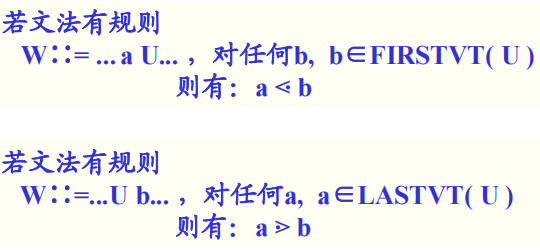 若文法有规则
W∷= ... a U... ，对任何b, b∈FIRSTVT( U )
则有：a ⋖ b
若文法有规则
W∷=...U b... ，对任何a, a∈LASTVT( U )
则有：a ⋗ b